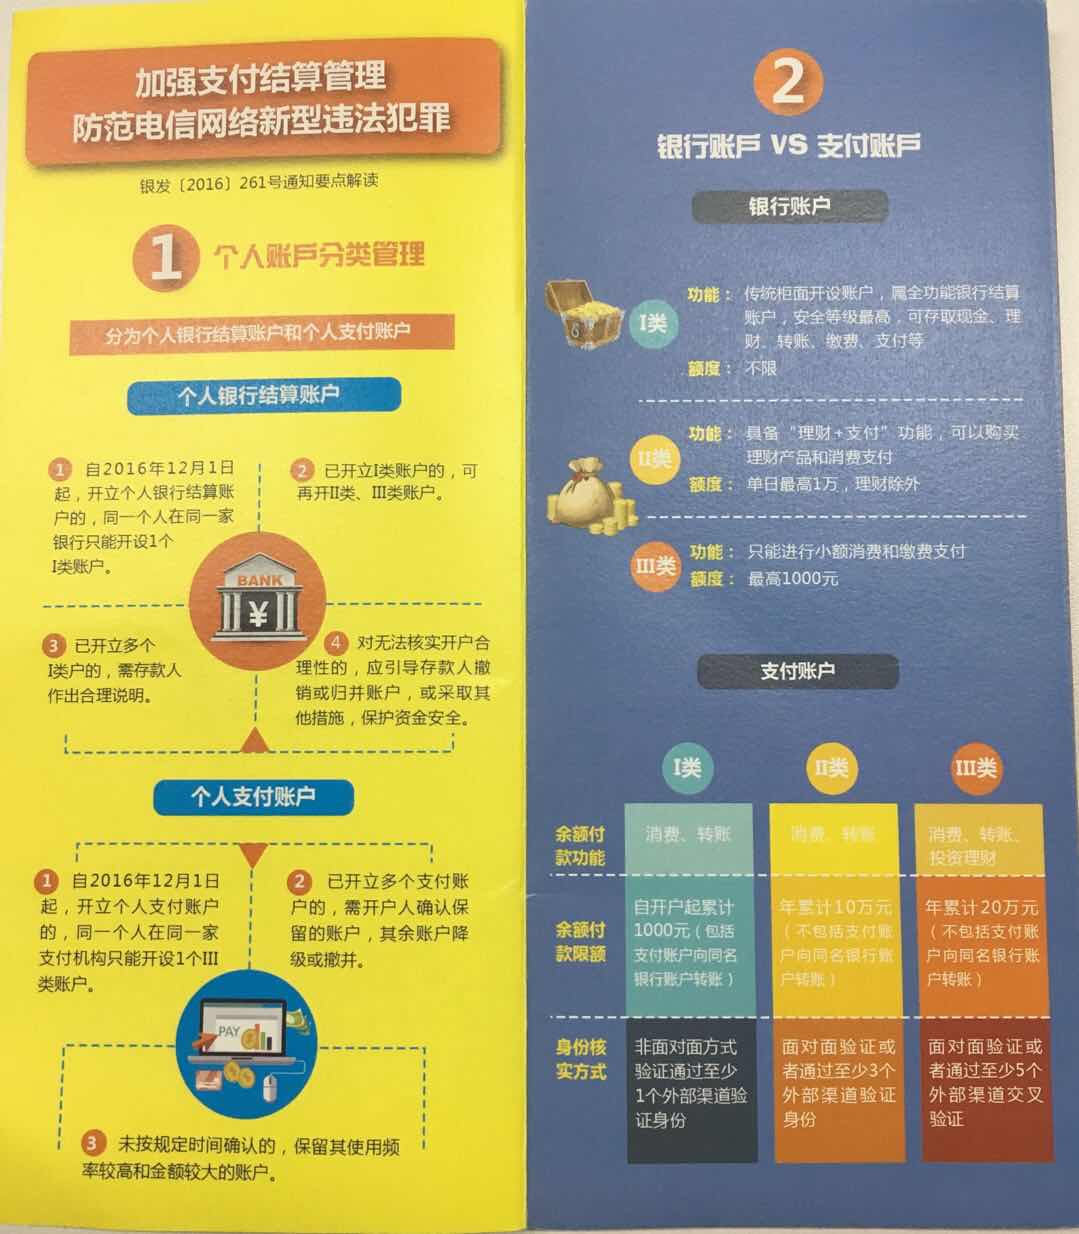 加强支付结算管理
防范电信网络新型违法犯罪
银发〔2016〕261号通知要点解读
1 个人账戶分类管理
分为个人银行结算账户和个人支付账户
个人银行结算账户
1 自2016年12月1日
起，开立个人银行结算账
户的，同一个人在同一家
银行只能开设1个
I类账户。
2 已开立I类账户的，可
再开II类、III类账户。
BANK
¥
3 已开立多个
I类户的，需存款人
作出合理说明。
4 对无法核实开户合
理性的，应引导存款人撤
销或归并账户，或采取其
他措施，保护资金安全。
个人支付账户
1 自2016年12月1日
起，开立个人支付账户
的，同一个人在同一家
支付机构只能开设1个III
类账户。
2 已开立多个支付账
户的，需开户人确认保
留的账户，其余账户降
级或撤并。
PAY
3 未按规定时间确认的，保留其使用频
率较高和金额较大的账户。
2
银行账戶 VS 支付账戶
银行账户
I类
功能：传统柜面开设账户，属全功能银行结算
账户，安全等级最高，可存取现金、理
财、转账、缴费、支付等
额度：不限
II类
功能：具备“理财+支付”功能，可以购买
理财产品和消费支付
额度：单日最高1万，理财除外
III类
功能：只能进行小额消费和缴费支付
额度：最高1000元
支付账户
I类 II类 III类
余额付
款功能
消费、转账
消费、转账
消费、转账、
投资理财
余额付
款限额
自开户起累计
1000元（包括
支付账户向同名
银行账户转账）
年累计10万元
（不包括支付账
户向同名银行账
户转账）
年累计20万元
（不包括支付账
户向同名银行账
户转账）
身份核
实方式
非面对面方式
验证通过至少
1个外部渠道验
证身份
面对面验证或
者通过至少3个
外部渠道验证
身份
面对面验证或
者通过至少5个
外部渠道交叉
验证